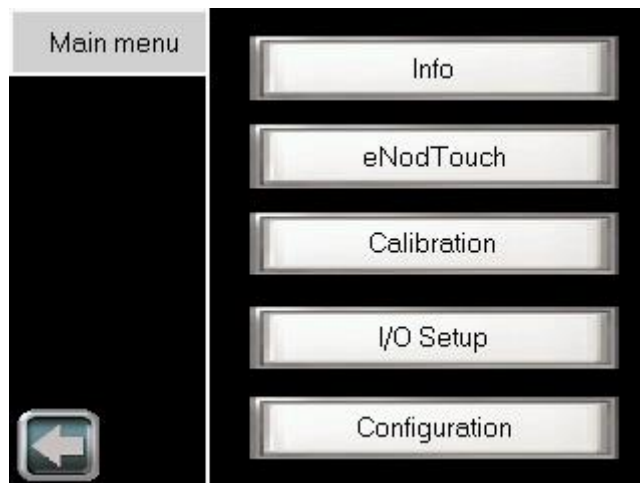 Main menu
Info
eNodTouch
Calibration
I/O Setup
Configuration